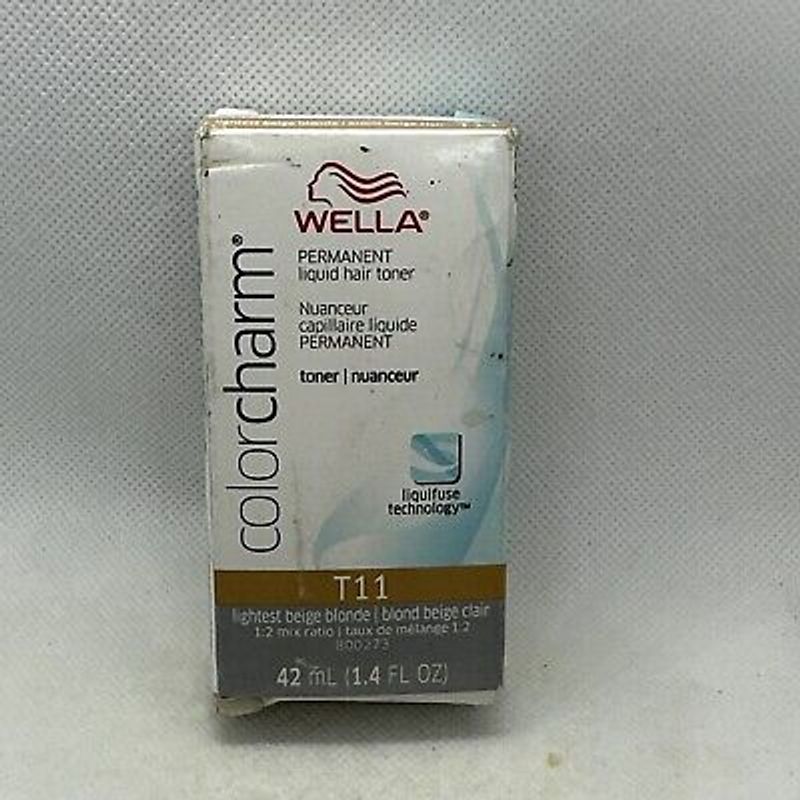 WELLA®
PERMANENT
liquid hair toner
Nuanceur
capillaire liquide
PERMANENT
toner | nuanceur
colorcharm®
liquifuse
technology™
T11
lightest beige blonde | blond beige clair
1:2 mix ratio | taux de mélange 1:2
800273
42 mL (1.4 FL OZ)